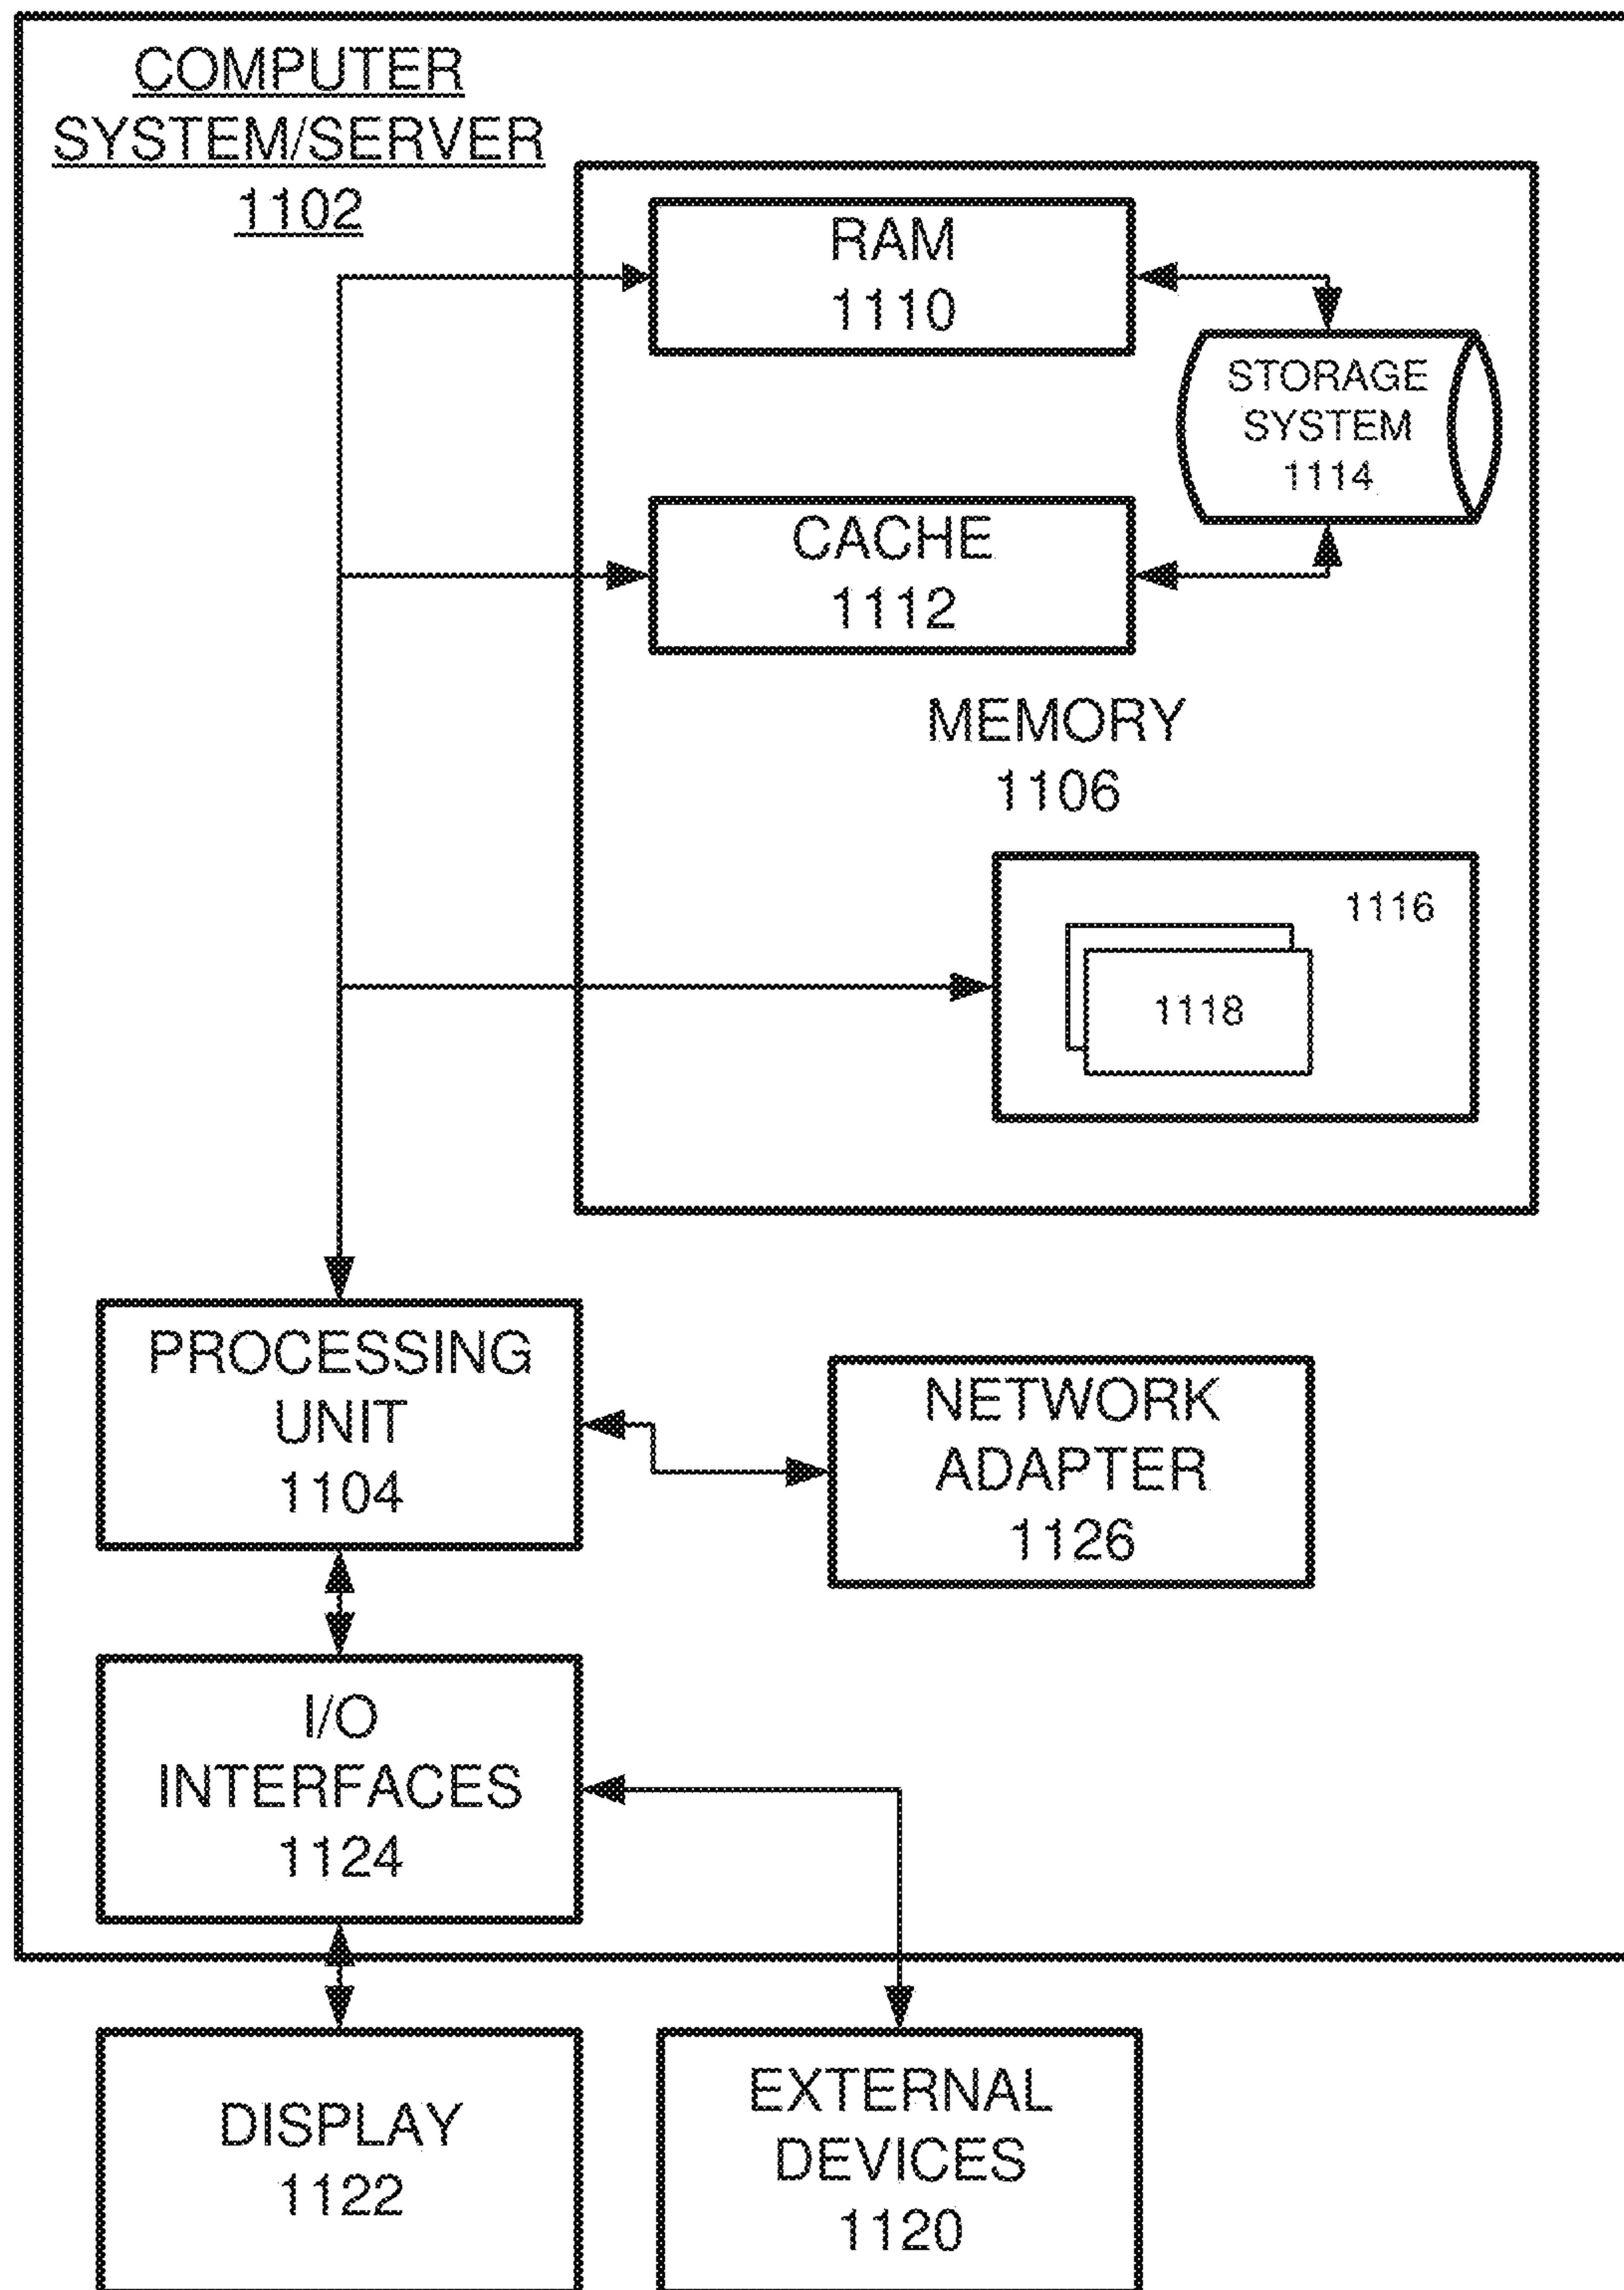 COMPUTER
SYSTEM/SERVER
1102
RAM
1110
STORAGE
SYSTEM
1114
CACHE
1112
MEMORY
1106
1116
1118
PROCESSING
UNIT
1104
NETWORK
ADAPTER
1126
I/O
INTERFACES
1124
DISPLAY
1122
EXTERNAL
DEVICES
1120